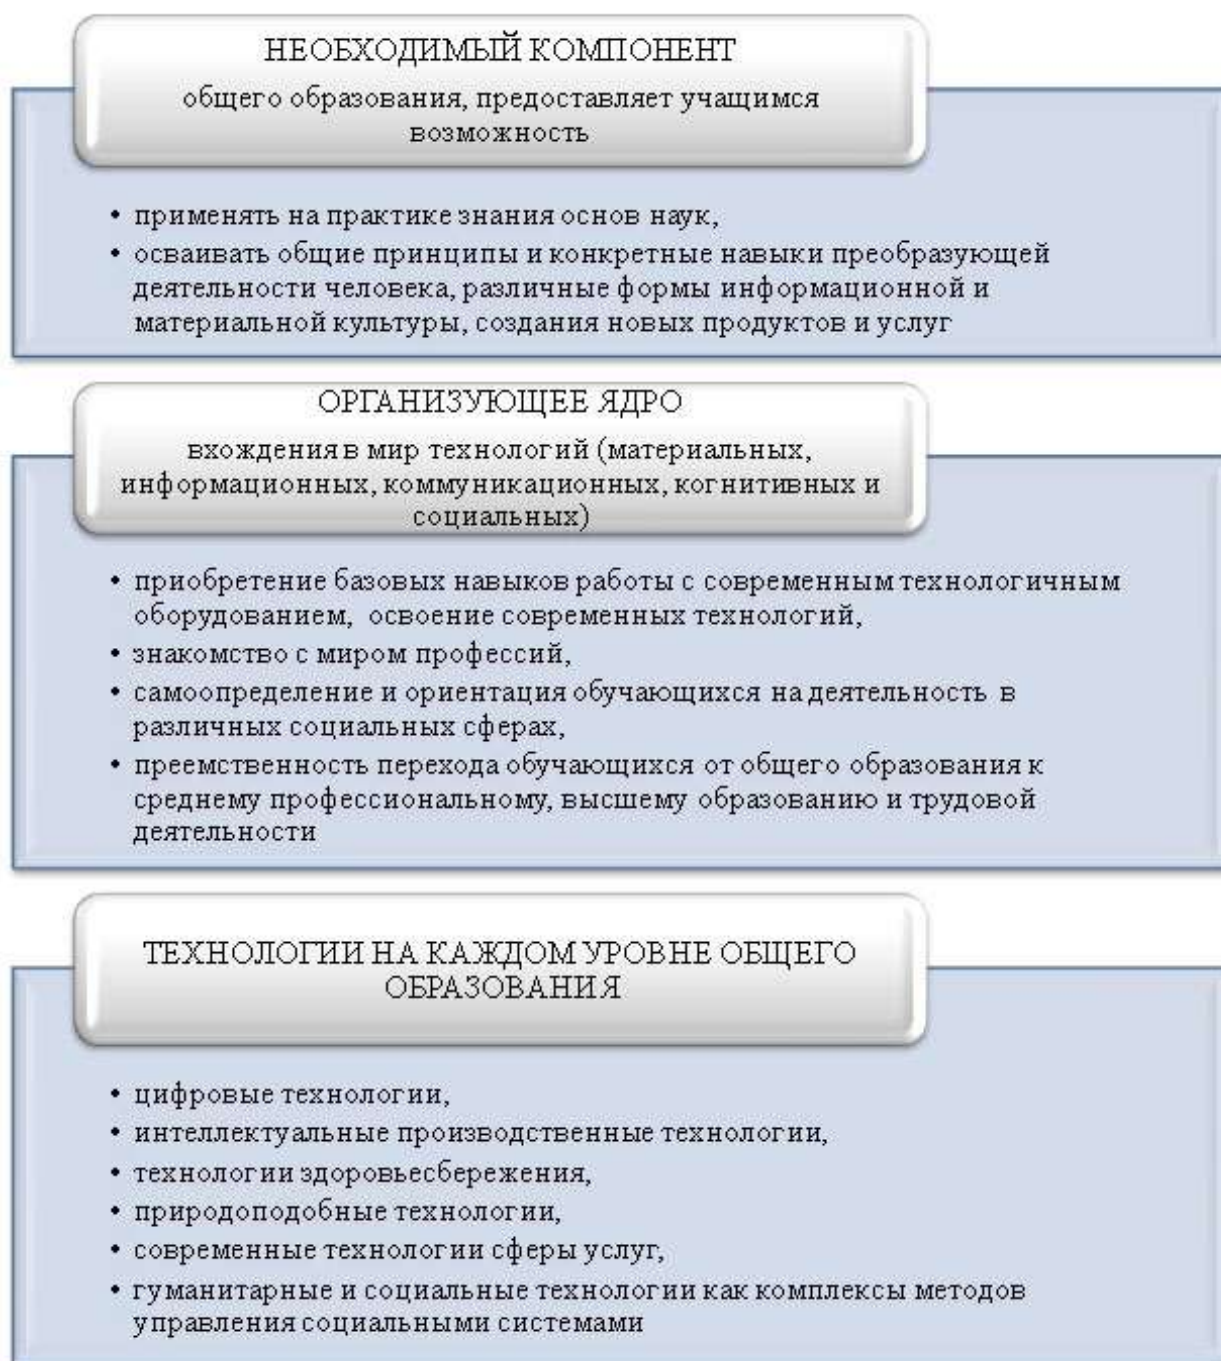 НЕОБХОДИМЫЙ КОМПОНЕНТ
общего образования, предоставляет учащимся
возможность
• применять на практике знания основ наук,
• осваивать общие принципы и конкретные навыки преобразующей
деятельности человека, различные формы информационной и
материальной культуры, создания новых продуктов и услуг
ОРГАНИЗУЮЩЕЕ ЯДРО
вхождения в мир технологий (материальных,
информационных, коммуникационных, когнитивных и
социальных)
• приобретение базовых навыков работы с современным технологичным
оборудованием, освоение современных технологий,
• знакомство с миром профессий,
• самоопределение и ориентация обучающихся на деятельность в
различных социальных сферах,
• преемственность перехода обучающихся от общего образования к
среднему профессиональному, высшему образованию и трудовой
деятельности
ТЕХНОЛОГИИ НА КАЖДОМ УРОВНЕ ОБЩЕГО
ОБРАЗОВАНИЯ
• цифровые технологии,
• интеллектуальные производственные технологии,
• технологии здоровьесбережения,
• природоподобные технологии,
• современные технологии сферы услуг,
• гуманитарные и социальные технологии как комплексы методов
управления социальными системами